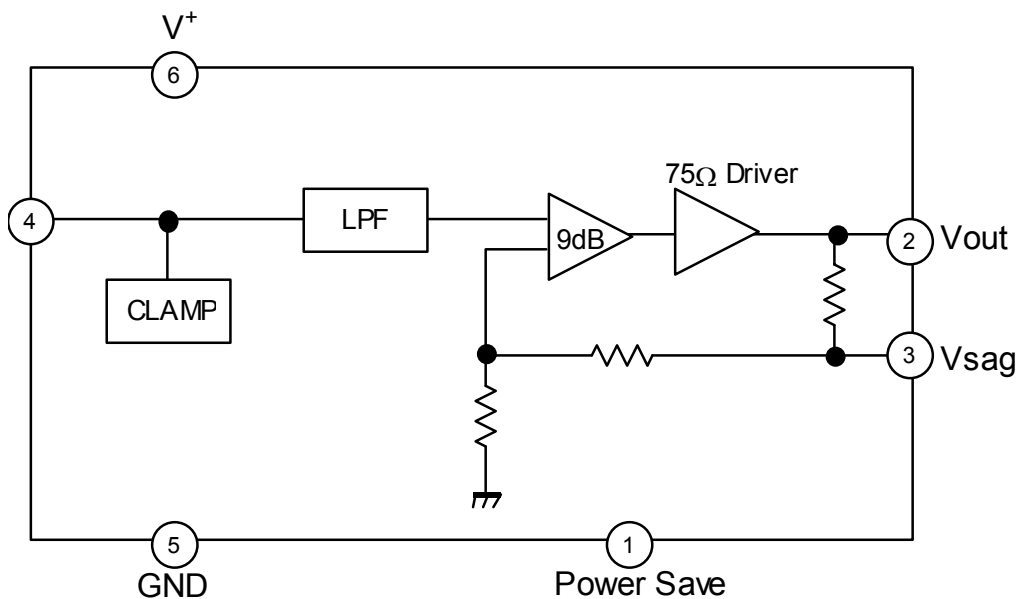 V+
6
75Ω Driver
4
LPF
9dB
2
Vout
CLAMP
3
Vsag
5
1
GND
Power Save